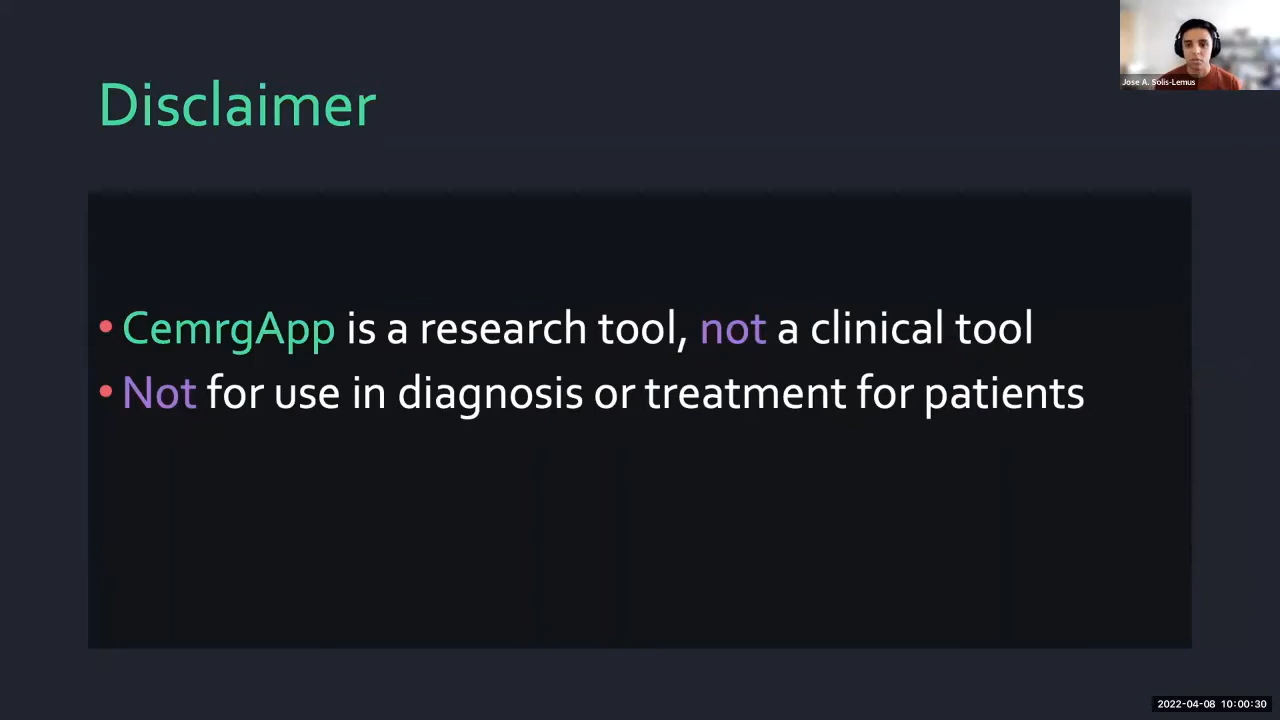 Disclaimer
Jose A. Solis-Lemus
• CemrgApp is a research tool, not a clinical tool
• Not for use in diagnosis or treatment for patients
2022-04-08 10:00:30